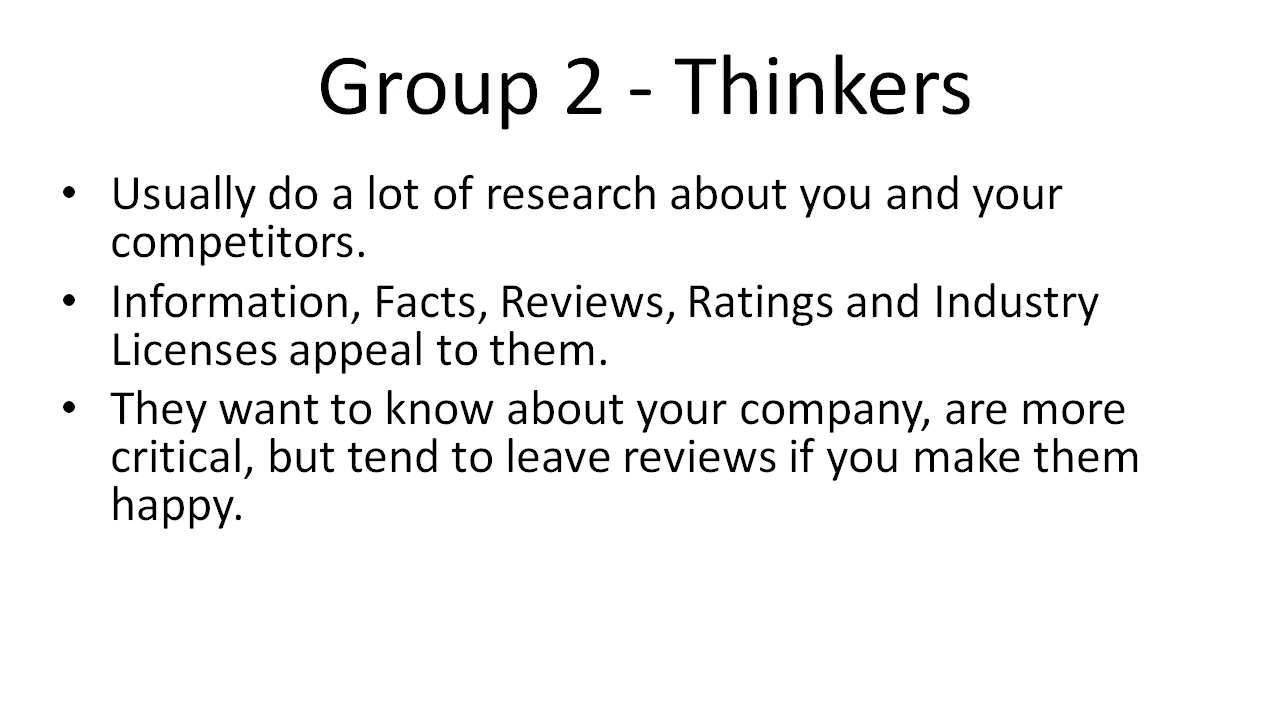 Group 2 - Thinkers
• Usually do a lot of research about you and your
competitors.
• Information, Facts, Reviews, Ratings and Industry
Licenses appeal to them.
• They want to know about your company, are more
critical, but tend to leave reviews if you make them
happy.